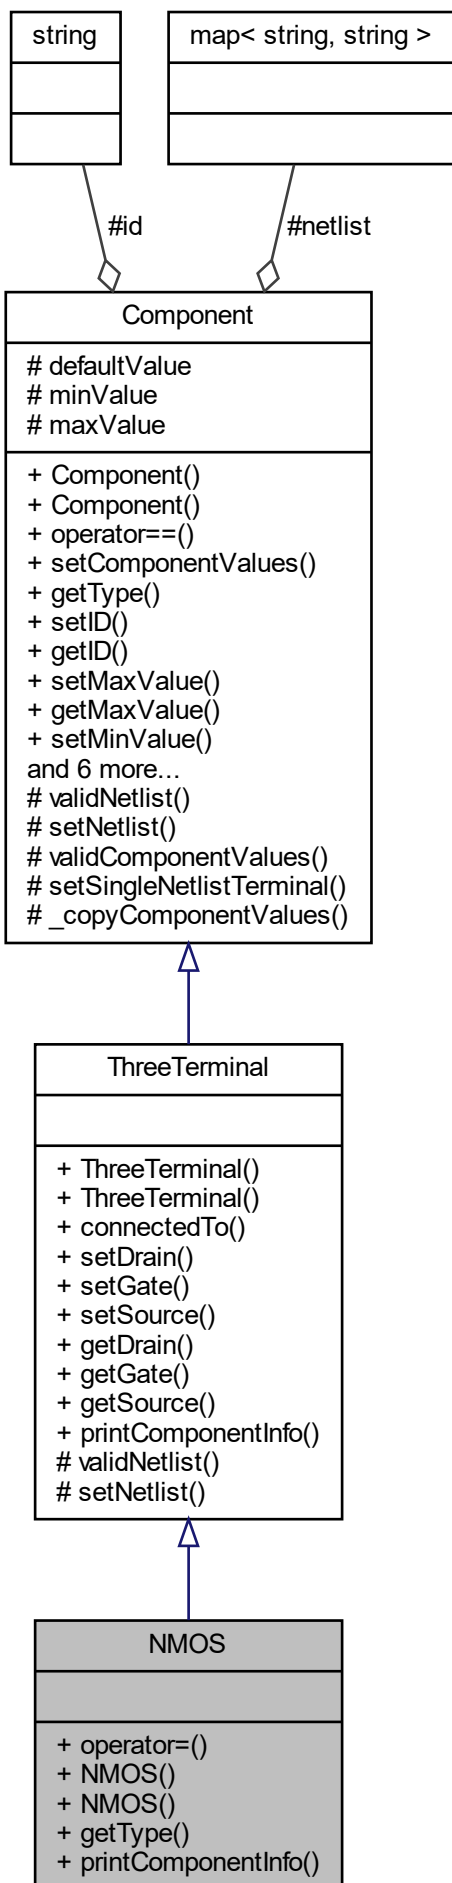 string
map< string, string >
#id
#netlist
Component
# defaultValue
# minValue
# maxValue
+ Component()
+ Component()
+ operator==()
+ setComponentValues()
+ getType()
+ setID()
+ getID()
+ setMaxValue()
+ getMaxValue()
+ setMinValue()
and 6 more...
# validNetlist()
# setNetlist()
# validComponentValues()
# setSingleNetlistTerminal()
# _copyComponentValues()
ThreeTerminal
+ ThreeTerminal()
+ ThreeTerminal()
+ connectedTo()
+ setDrain()
+ setGate()
+ setSource()
+ getDrain()
+ getGate()
+ getSource()
+ printComponentInfo()
# validNetlist()
# setNetlist()
NMOS
+ operator=()
+ NMOS()
+ NMOS()
+ getType()
+ printComponentInfo()